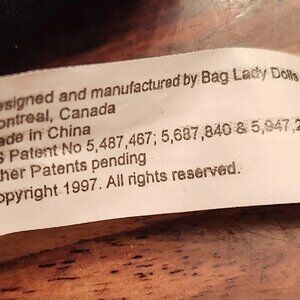 esigned and manufactured by Bag Lady Dolls
ontreal, Canada
ade in China
S Patent No 5,487,467; 5,687,840 & 5,947,2
ther Patents pending
opyright 1997. All rights reserved.